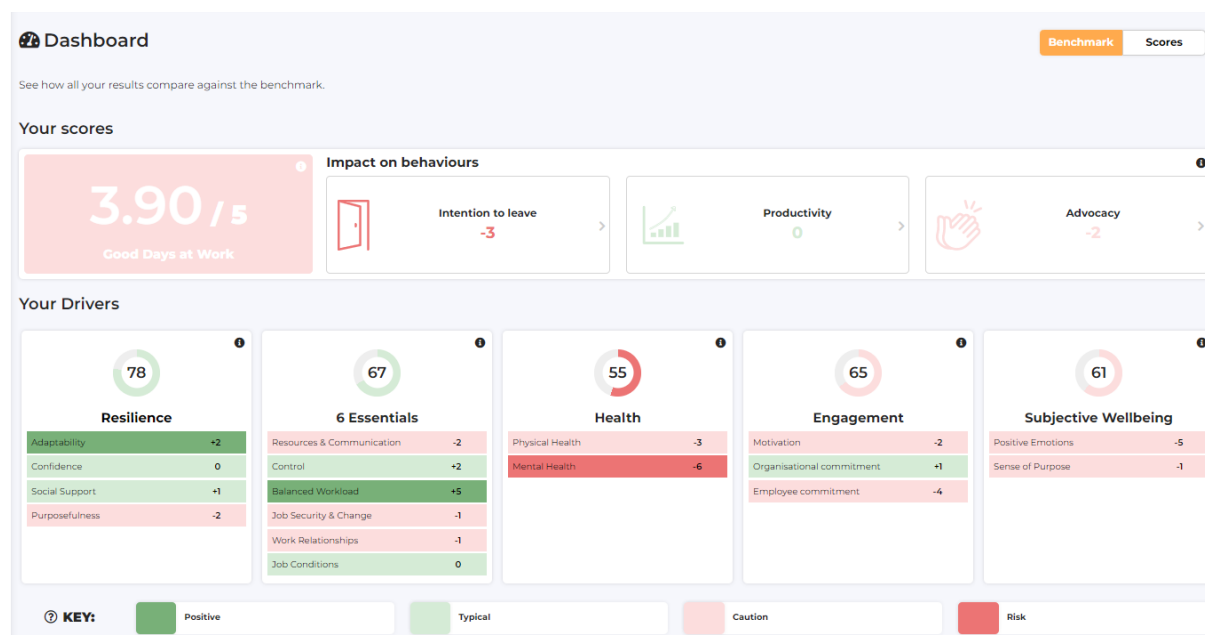 Dashboard
Benchmark Scores
See how all your results compare against the benchmark.
Your scores
3.90 / 5
Good Days at Work
Impact on behaviours
Intention to leave
-3
Productivity
0
Advocacy
-2
Your Drivers
78
Resilience
Adaptability +2
Confidence 0
Social Support +1
Purposefulness -2
67
6 Essentials
Resources & Communication -2
Control +2
Balanced Workload +5
Job Security & Change -1
Work Relationships -1
Job Conditions 0
55
Health
Physical Health -3
Mental Health -6
65
Engagement
Motivation -2
Organisational commitment +1
Employee commitment -4
61
Subjective Wellbeing
Positive Emotions -5
Sense of Purpose -1
KEY: Positive Typical Caution Risk